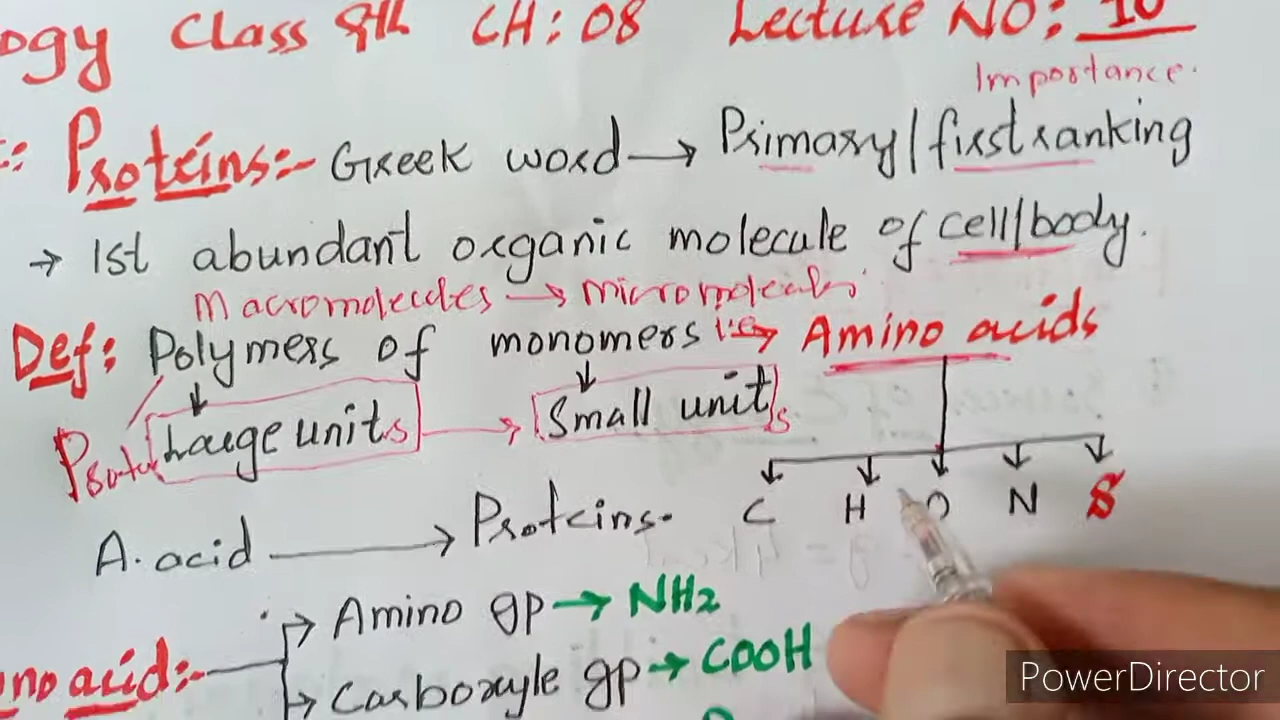 ogy Class 9th CH: 08 Lecture NO: 10
Importance.
Proteins:- Greek word → Primary/first ranking
→ 1st abundant organic molecule of cell/body.
Macromolecules → micromolecules
Def: Polymers of monomers i.e → Amino acids
Large units → Small units
C H O N S
A. acid → Proteins.
Amino gp → NH2
no acid:- Carboxyle gp → COOH
PowerDirector